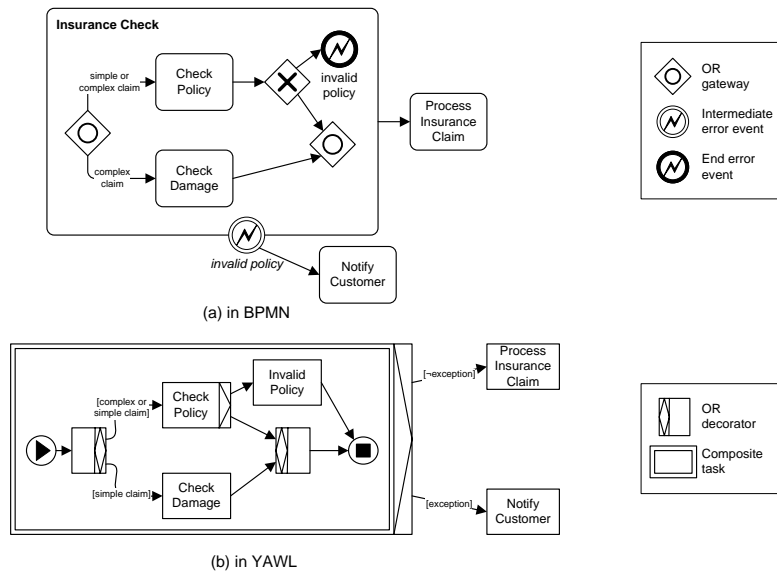 Insurance Check
simple or
complex claim
Check
Policy
invalid
policy
complex
claim
Check
Damage
Process
Insurance
Claim
invalid policy
Notify
Customer
(a) in BPMN
OR
gateway
Intermediate
error event
End error
event
[complex or
simple claim]
Check
Policy
Invalid
Policy
[simple claim]
Check
Damage
[¬exception]
Process
Insurance
Claim
[exception]
Notify
Customer
(b) in YAWL
OR
decorator
Composite
task